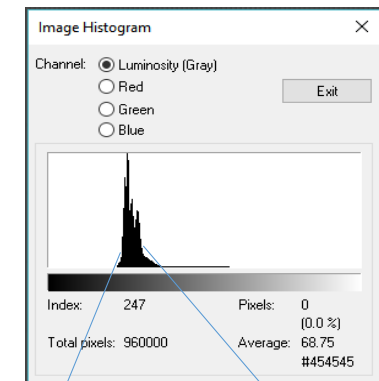 Image Histogram
Channel: Luminosity (Gray)
Red
Green
Blue
Exit
Index: 247 Pixels: 0
(0.0 %)
Total pixels: 960000 Average: 68.75
#454545